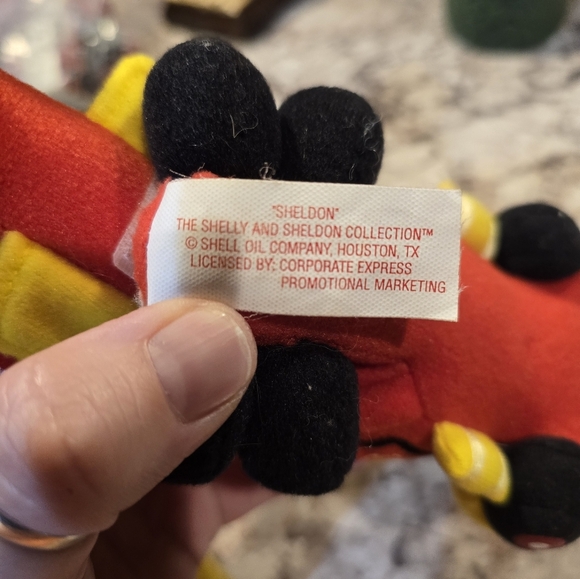 "SHELDON"
THE SHELLY AND SHELDON COLLECTION™
© SHELL OIL COMPANY, HOUSTON, TX
LICENSED BY: CORPORATE EXPRESS
PROMOTIONAL MARKETING